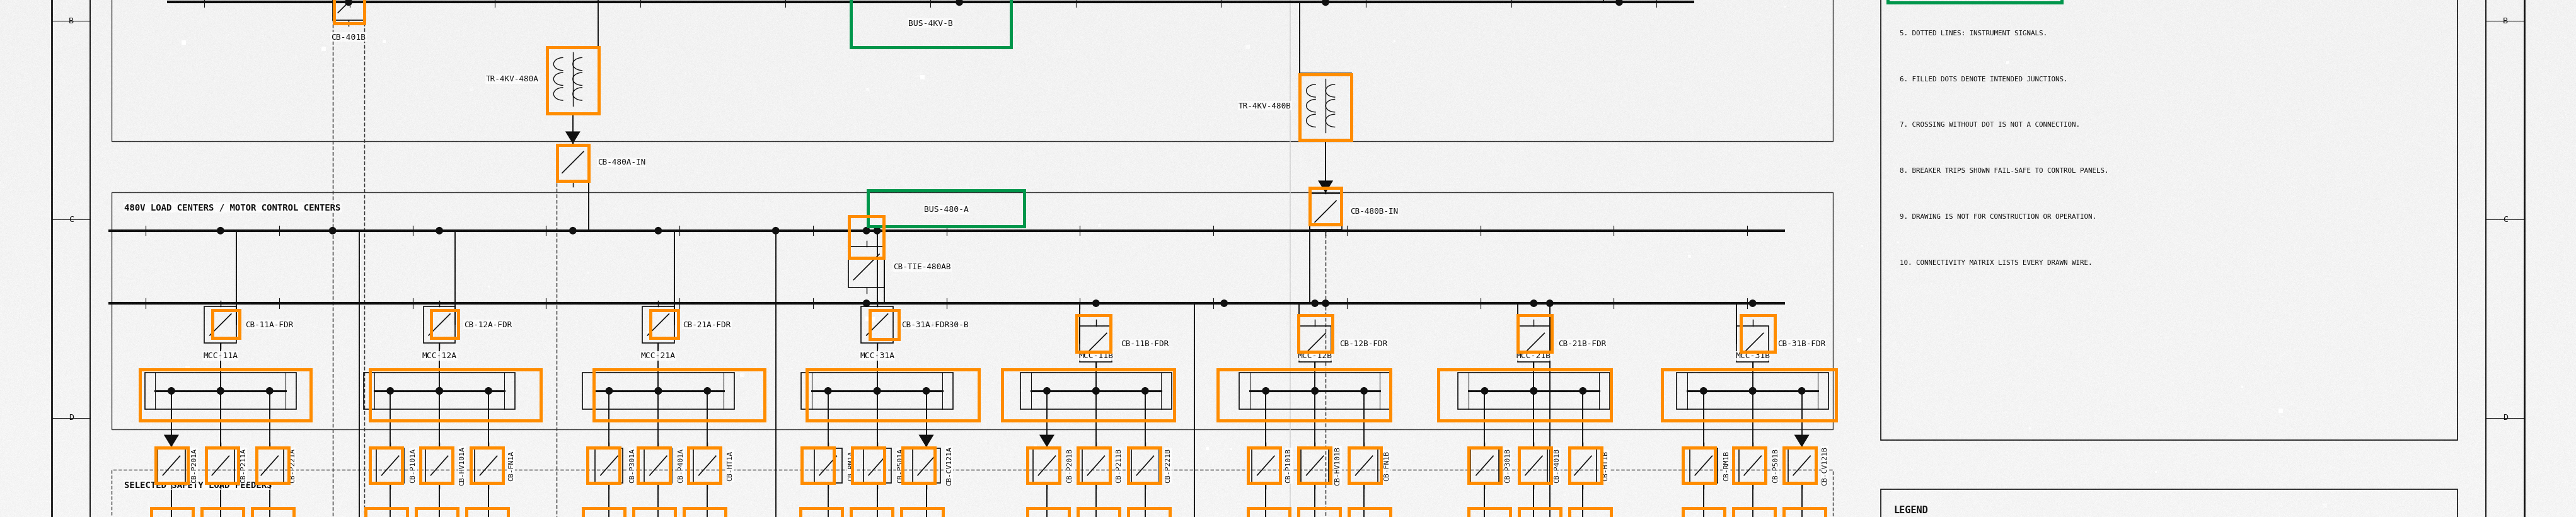 B
CB-401B
BUS-4KV-B
TR-4KV-480A
TR-4KV-480B
5. DOTTED LINES: INSTRUMENT SIGNALS.
B
6. FILLED DOTS DENOTE INTENDED JUNCTIONS.
7. CROSSING WITHOUT DOT IS NOT A CONNECTION.
CB-480A-IN
8. BREAKER TRIPS SHOWN FAIL-SAFE TO CONTROL PANELS.
480V LOAD CENTERS / MOTOR CONTROL CENTERS
BUS-480-A
CB-480B-IN
9. DRAWING IS NOT FOR CONSTRUCTION OR OPERATION.
C
C
CB-TIE-480AB
10. CONNECTIVITY MATRIX LISTS EVERY DRAWN WIRE.
CB-11A-FDR
CB-12A-FDR
CB-21A-FDR
CB-31A-FDR30-B
CB-11B-FDR
CB-12B-FDR
CB-21B-FDR
CB-31B-FDR
MCC-11A
MCC-12A
MCC-21A
MCC-31A
MCC-11B
MCC-12B
MCC-21B
MCC-31B
D
D
CB-P201A
CB-P211A
CB-P221A
CB-P101A
CB-HV101A
CB-FN1A
CB-P301A
CB-P401A
CB-HT1A
CB-RM1A
CB-P501A
CB-CV121A
CB-P201B
CB-P211B
CB-P221B
CB-P101B
CB-HV101B
CB-FN1B
CB-P301B
CB-P401B
CB-HT1B
CB-RM1B
CB-P501B
CB-CV121B
SELECTED SAFETY LOAD FEEDERS
LEGEND